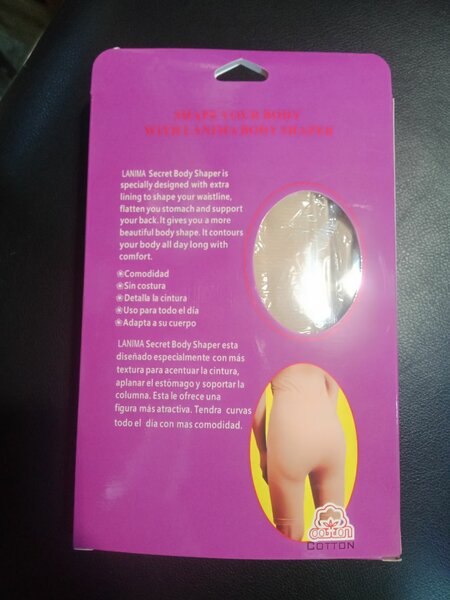 SHAPE YOUR BODY
WITH LANIMA BODY SHAPER
LANIMA Secret Body Shaper is
specially designed with extra
lining to shape your waistline,
flatten you stomach and support
your back. It gives you a more
beautiful body shape. It contours
your body all day long with
comfort.
❀Comodidad
❀Sin costura
❀Detalla la cintura
❀Uso para todo el día
❀Adapta a su cuerpo
LANIMA Secret Body Shaper esta
diseñado especialmente con más
textura para acentuar la cintura,
aplanar el estómago y soportar la
columna. Esta le ofrece una
figura más atractiva. Tendra curvas
todo el día con mas comodidad.
COTTON